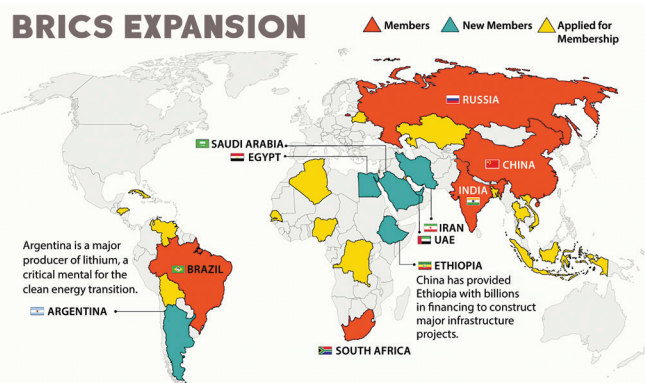 BRICS EXPANSION
Members
New Members
Applied for
Membership
RUSSIA
SAUDI ARABIA
EGYPT
CHINA
INDIA
IRAN
UAE
Argentina is a major
producer of lithium, a
critical mental for the
clean energy transition.
BRAZIL
ETHIOPIA
China has provided
Ethiopia with billions
in financing to construct
major infrastructure
projects.
ARGENTINA
SOUTH AFRICA